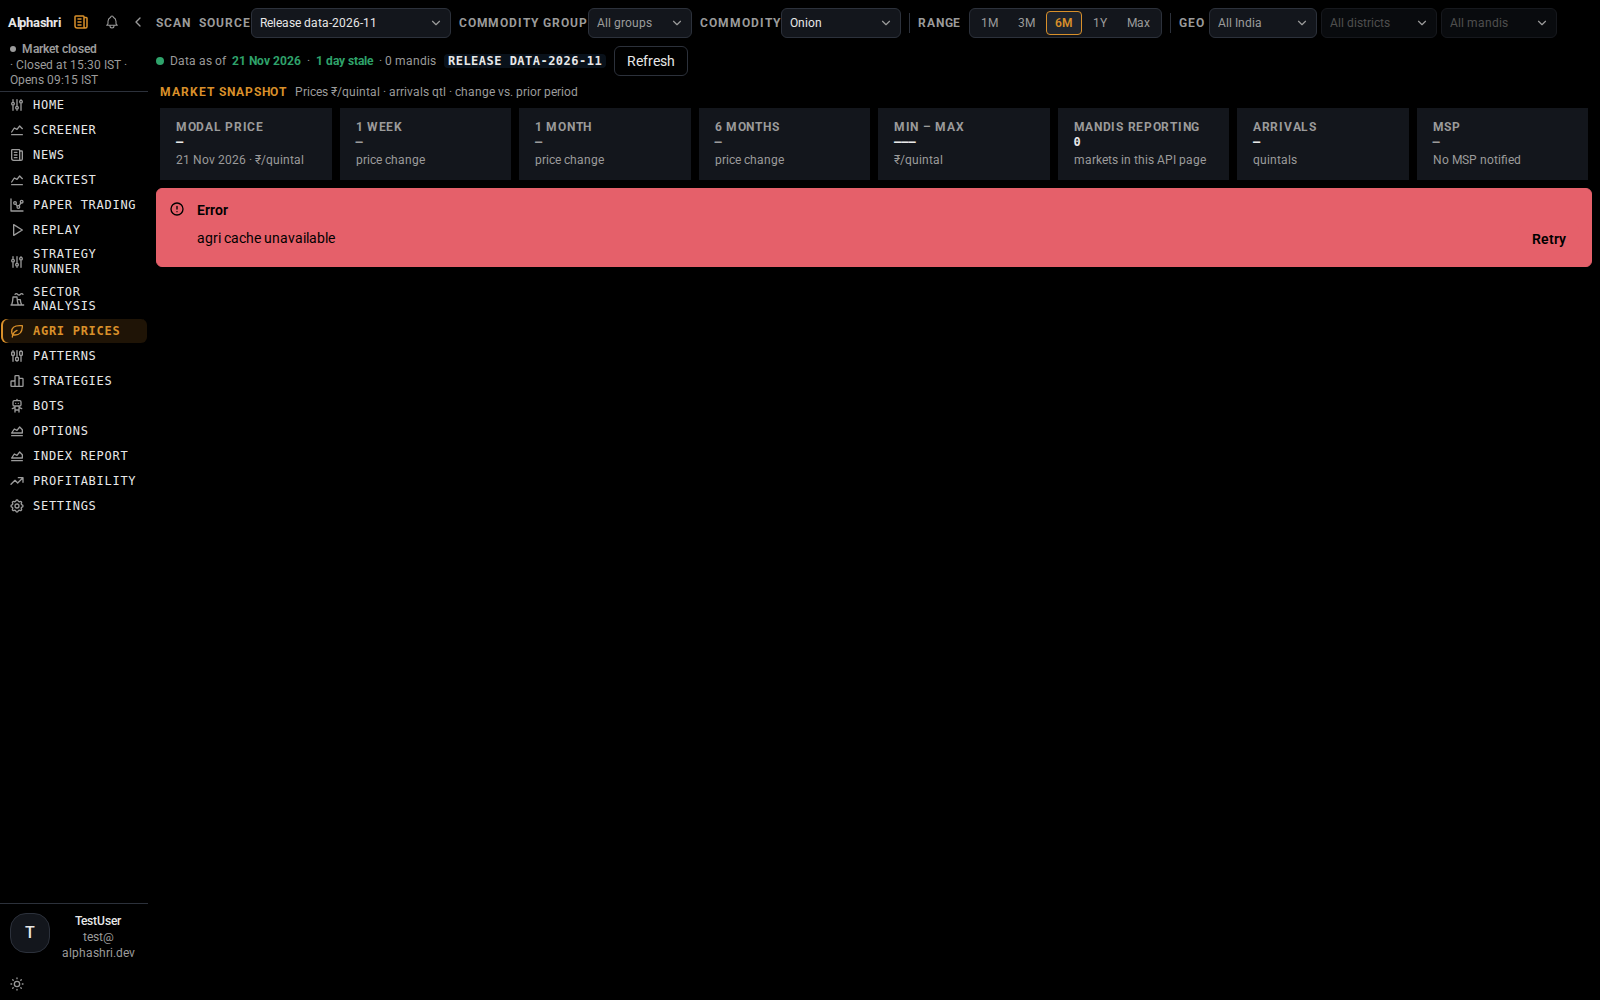 Alphashri
Market closed
· Closed at 15:30 IST ·
Opens 09:15 IST
HOME
SCREENER
NEWS
BACKTEST
PAPER TRADING
REPLAY
STRATEGY
RUNNER
SECTOR
ANALYSIS
AGRI PRICES
PATTERNS
STRATEGIES
BOTS
OPTIONS
INDEX REPORT
PROFITABILITY
SETTINGS
T
TestUser
test@
alphashri.dev
SCAN SOURCE Release data-2026-11 COMMODITY GROUP All groups COMMODITY Onion RANGE 1M 3M 6M 1Y Max GEO All India All districts All mandis
Data as of 21 Nov 2026 · 1 day stale · 0 mandis RELEASE DATA-2026-11 Refresh
MARKET SNAPSHOT Prices ₹/quintal · arrivals qtl · change vs. prior period
MODAL PRICE
—
21 Nov 2026 · ₹/quintal
1 WEEK
—
price change
1 MONTH
—
price change
6 MONTHS
—
price change
MIN – MAX
———
₹/quintal
MANDIS REPORTING
0
markets in this API page
ARRIVALS
—
quintals
MSP
—
No MSP notified
Error
agri cache unavailable
Retry